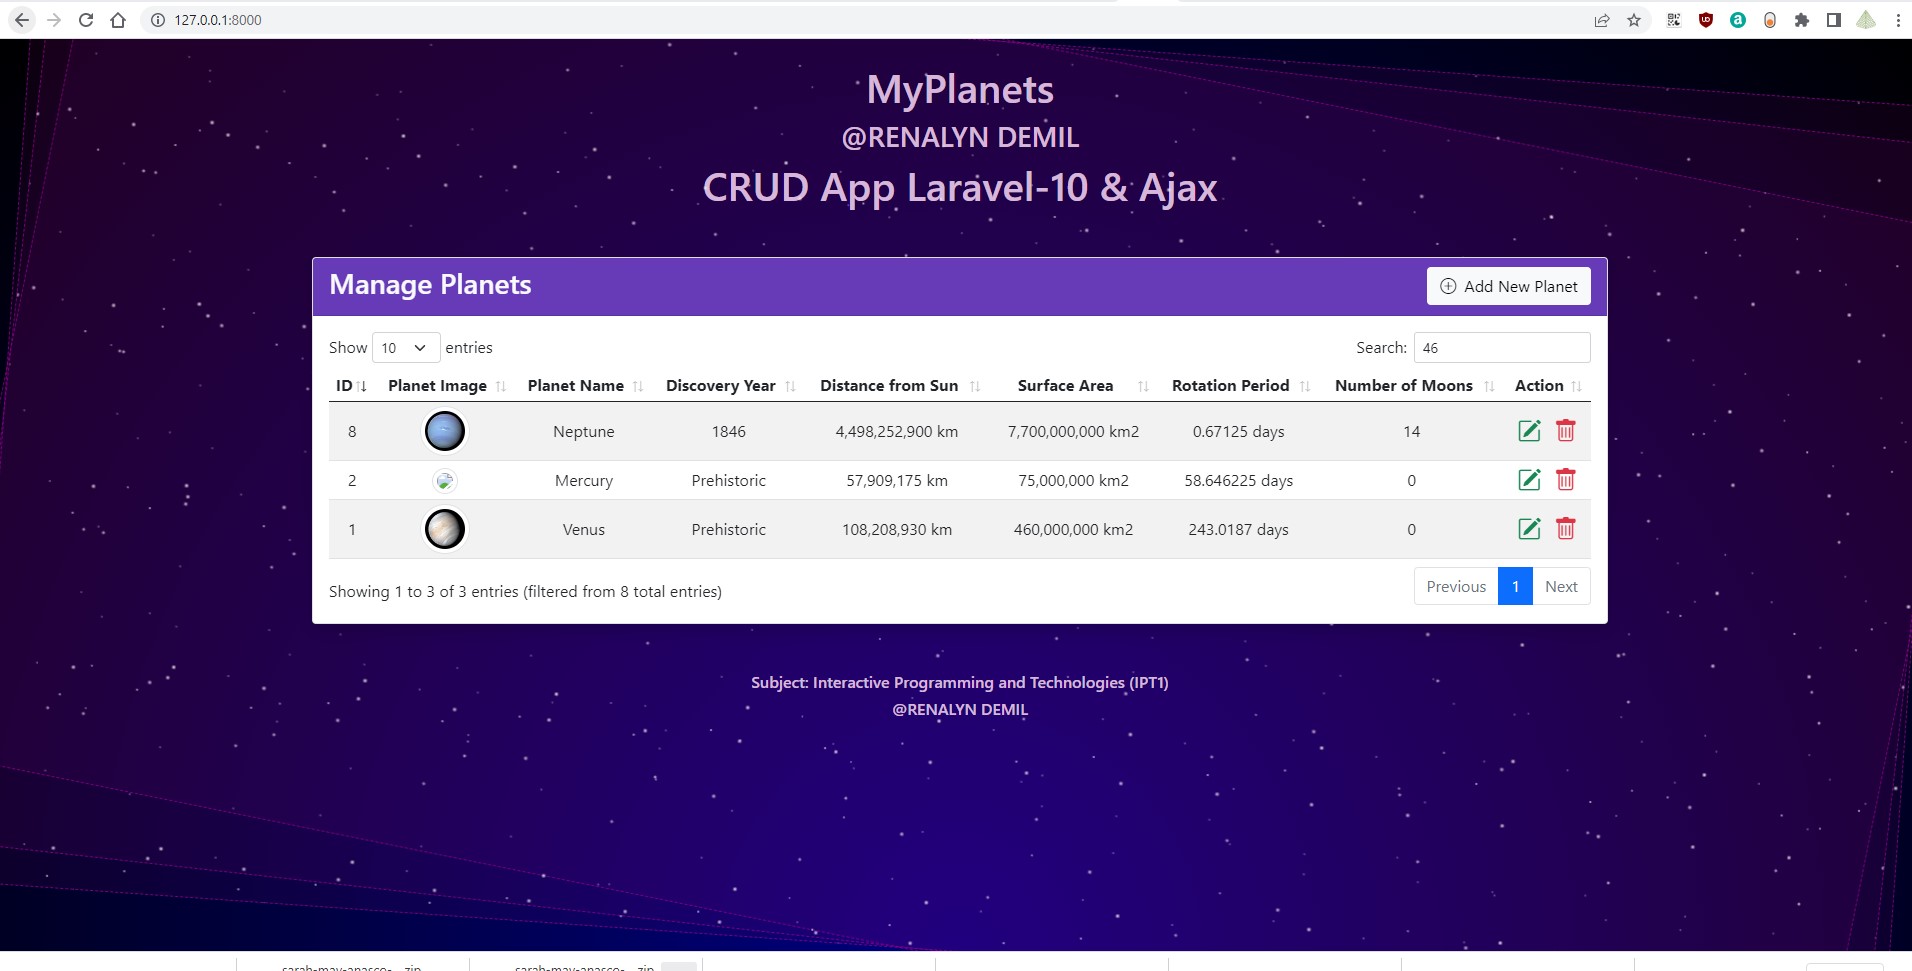 127.0.0.1:8000
MyPlanets
@RENALYN DEMIL
CRUD App Laravel-10 & Ajax
Manage Planets
Add New Planet
Show 10 entries
Search: 46
ID Planet Image Planet Name Discovery Year Distance from Sun Surface Area Rotation Period Number of Moons Action
8 Neptune 1846 4,498,252,900 km 7,700,000,000 km2 0.67125 days 14
2 Mercury Prehistoric 57,909,175 km 75,000,000 km2 58.646225 days 0
1 Venus Prehistoric 108,208,930 km 460,000,000 km2 243.0187 days 0
Showing 1 to 3 of 3 entries (filtered from 8 total entries)
Previous 1 Next
Subject: Interactive Programming and Technologies (IPT1)
@RENALYN DEMIL